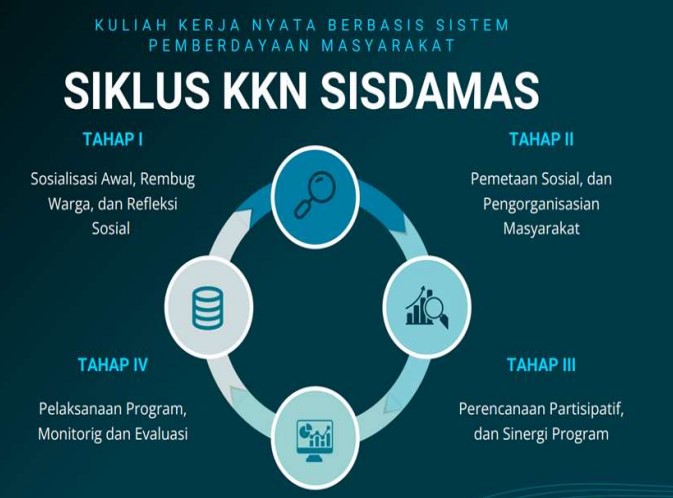 KULIAH KERJA NYATA BERBASIS SISTEM
PEMBERDAYAAN MASYARAKAT
SIKLUS KKN SISDAMAS
TAHAP I
Sosialisasi Awal, Rembug
Warga, dan Refleksi
Sosial
TAHAP II
Pemetaan Sosial, dan
Pengorganisasian
Masyarakat
TAHAP III
Perencanaan Partisipatif,
dan Sinergi Program
TAHAP IV
Pelaksanaan Program,
Monitorig dan Evaluasi